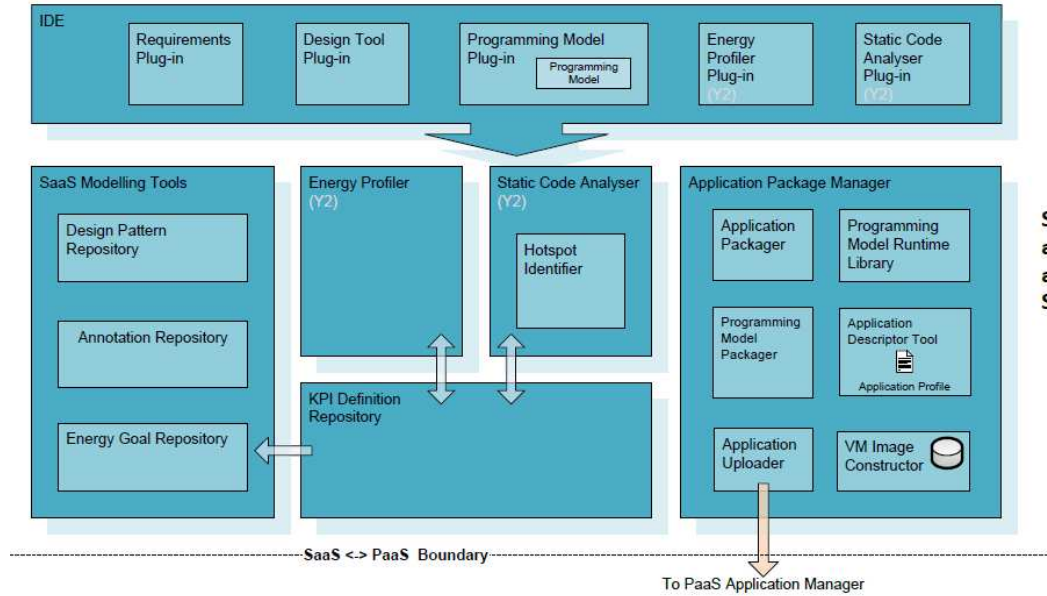 IDE
Requirements
Plug-in
Design Tool
Plug-in
Programming Model
Plug-in
Programming
Model
Energy
Profiler
Plug-in
(Y2)
Static Code
Analyser
Plug-in
(Y2)
SaaS Modelling Tools
Design Pattern
Repository
Annotation Repository
Energy Goal Repository
Energy Profiler
(Y2)
Static Code Analyser
(Y2)
Hotspot
Identifier
KPI Definition
Repository
Application Package Manager
Application
Packager
Programming
Model Runtime
Library
Programming
Model
Packager
Application
Descriptor Tool
Application Profile
Application
Uploader
VM Image
Constructor
SaaS <-> PaaS Boundary
To PaaS Application Manager